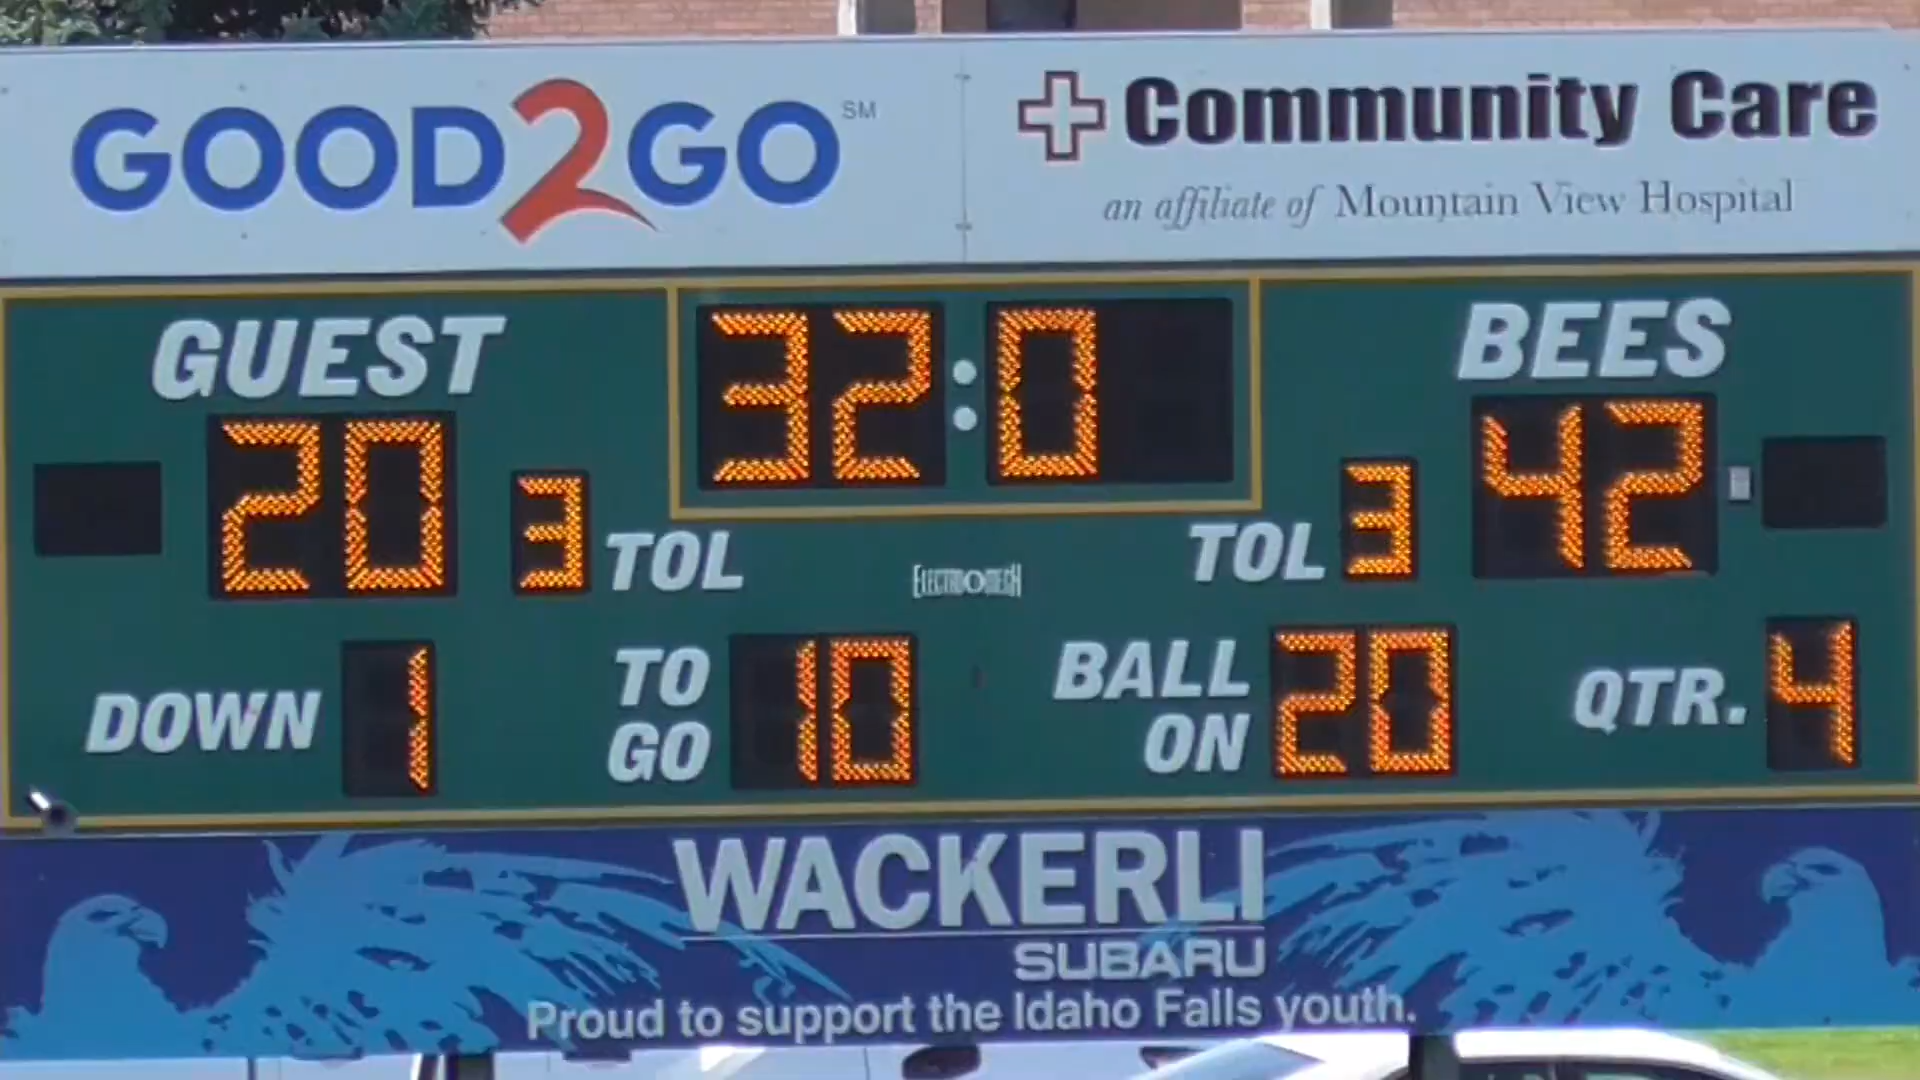 GOOD2GO SM
Community Care
an affiliate of Mountain View Hospital
GUEST
32:0
BEES
20
3 TOL
ELECTRO-MECH
TOL 3
42
DOWN 1
TO GO 10
BALL ON 20
QTR. 4
WACKERLI
SUBARU
Proud to support the Idaho Falls youth.